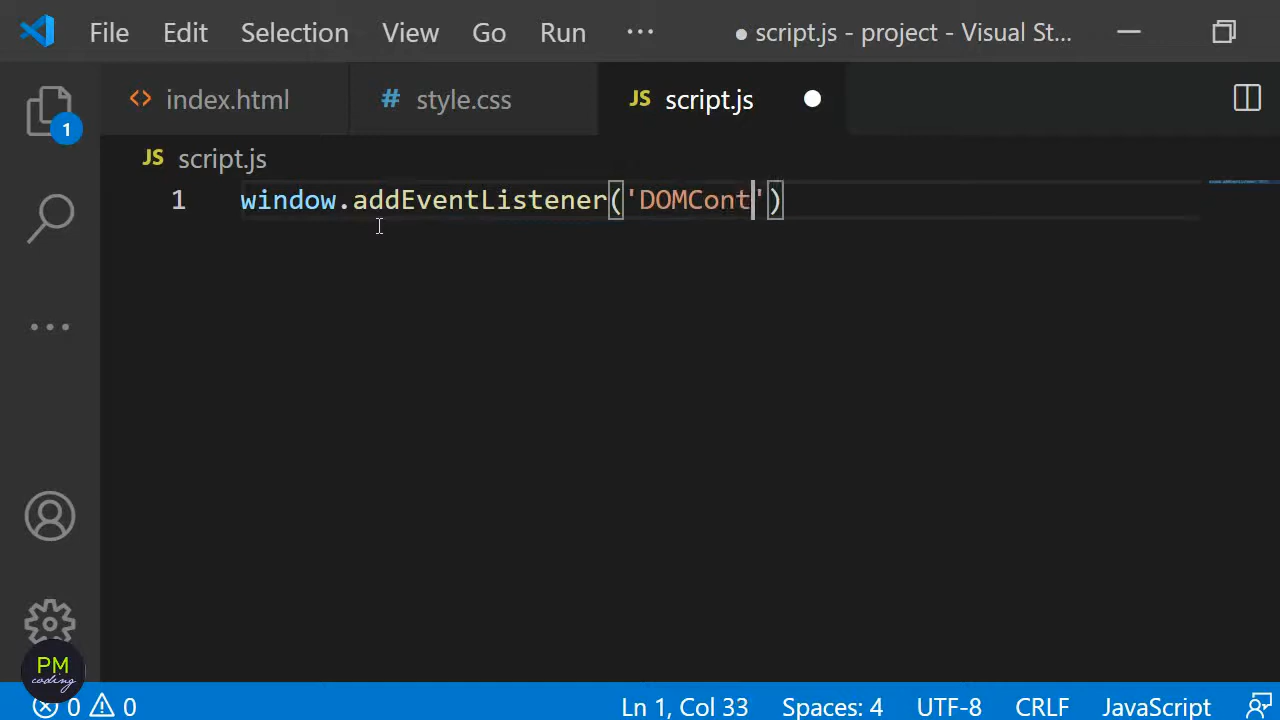 File Edit Selection View Go Run ··· ● script.js - project - Visual St...
<> index.html # style.css JS script.js ●
1
JS script.js
1 window.addEventListener('DOMCont')
PM
coding
0 0 Ln 1, Col 33 Spaces: 4 UTF-8 CRLF JavaScript